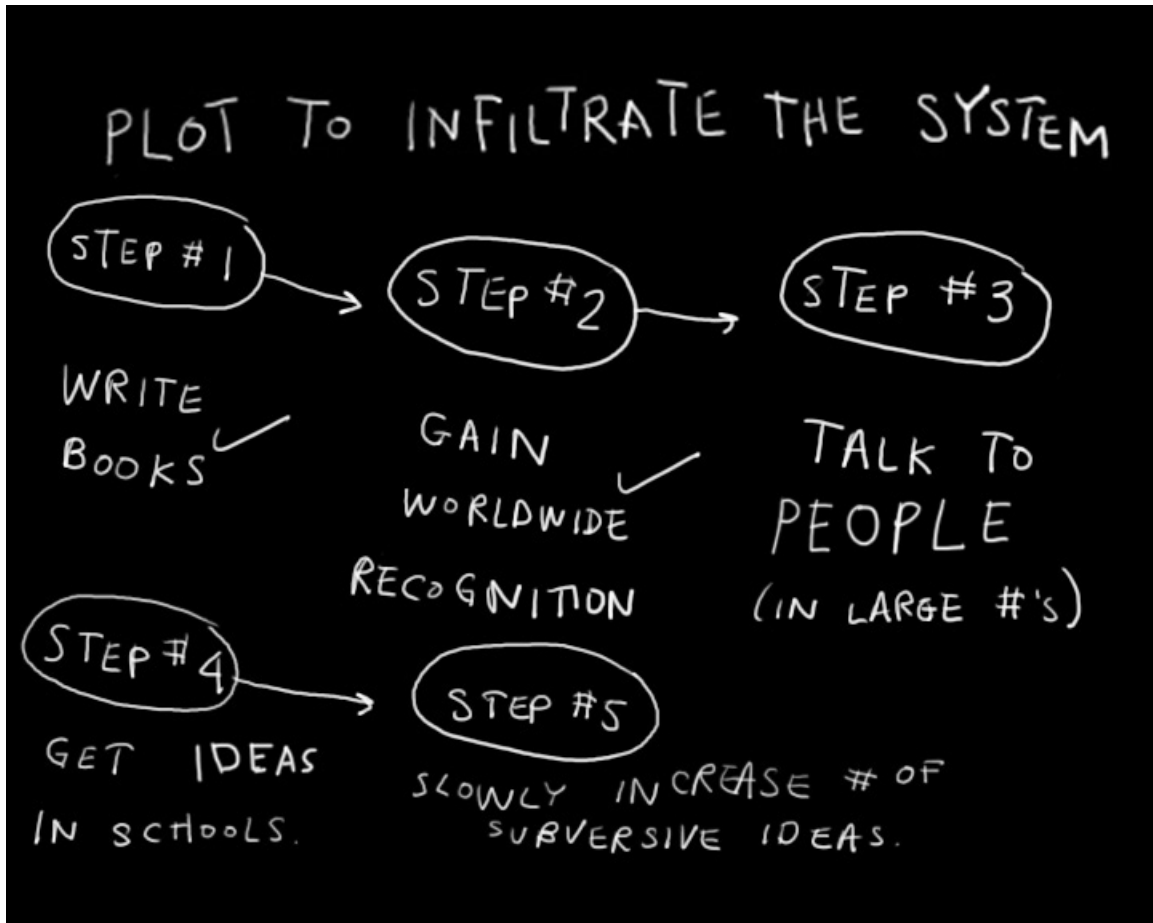 PLOT TO INFILTRATE THE SYSTEM
STEP #1
STEP #2
STEP #3
WRITE
BOOKS
GAIN
WORLDWIDE
RECOGNITION
TALK TO
PEOPLE
(IN LARGE #'s)
STEP #4
STEP #5
GET IDEAS
IN SCHOOLS.
SLOWLY INCREASE # OF
SUBVERSIVE IDEAS.